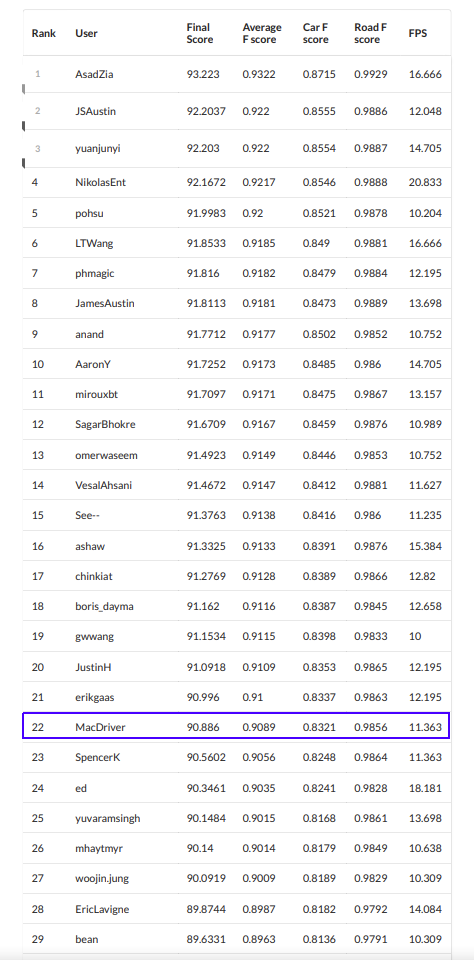 Rank User Final Score Average F score Car F score Road F score FPS
1 AsadZia 93.223 0.9322 0.8715 0.9929 16.666
2 JSAustin 92.2037 0.922 0.8555 0.9886 12.048
3 yuanjunyi 92.203 0.922 0.8554 0.9887 14.705
4 NikolasEnt 92.1672 0.9217 0.8546 0.9888 20.833
5 pohsu 91.9983 0.92 0.8521 0.9878 10.204
6 LTWang 91.8533 0.9185 0.849 0.9881 16.666
7 phmagic 91.816 0.9182 0.8479 0.9884 12.195
8 JamesAustin 91.8113 0.9181 0.8473 0.9889 13.698
9 anand 91.7712 0.9177 0.8502 0.9852 10.752
10 AaronY 91.7252 0.9173 0.8485 0.986 14.705
11 mirouxbt 91.7097 0.9171 0.8475 0.9867 13.157
12 SagarBhokre 91.6709 0.9167 0.8459 0.9876 10.989
13 omerwaseem 91.4923 0.9149 0.8446 0.9853 10.752
14 VesalAhsani 91.4672 0.9147 0.8412 0.9881 11.627
15 See-- 91.3763 0.9138 0.8416 0.986 11.235
16 ashaw 91.3325 0.9133 0.8391 0.9876 15.384
17 chinkiat 91.2769 0.9128 0.8389 0.9866 12.82
18 boris_dayma 91.162 0.9116 0.8387 0.9845 12.658
19 gwwang 91.1534 0.9115 0.8398 0.9833 10
20 JustinH 91.0918 0.9109 0.8353 0.9865 12.195
21 erikgaas 90.996 0.91 0.8337 0.9863 12.195
22 MacDriver 90.886 0.9089 0.8321 0.9856 11.363
23 SpencerK 90.5602 0.9056 0.8248 0.9864 11.363
24 ed 90.3461 0.9035 0.8241 0.9828 18.181
25 yuvaramsingh 90.1484 0.9015 0.8168 0.9861 13.698
26 mhaytmyr 90.14 0.9014 0.8179 0.9849 10.638
27 woojin.jung 90.0919 0.9009 0.8189 0.9829 10.309
28 EricLavigne 89.8744 0.8987 0.8182 0.9792 14.084
29 bean 89.6331 0.8963 0.8136 0.9791 10.309